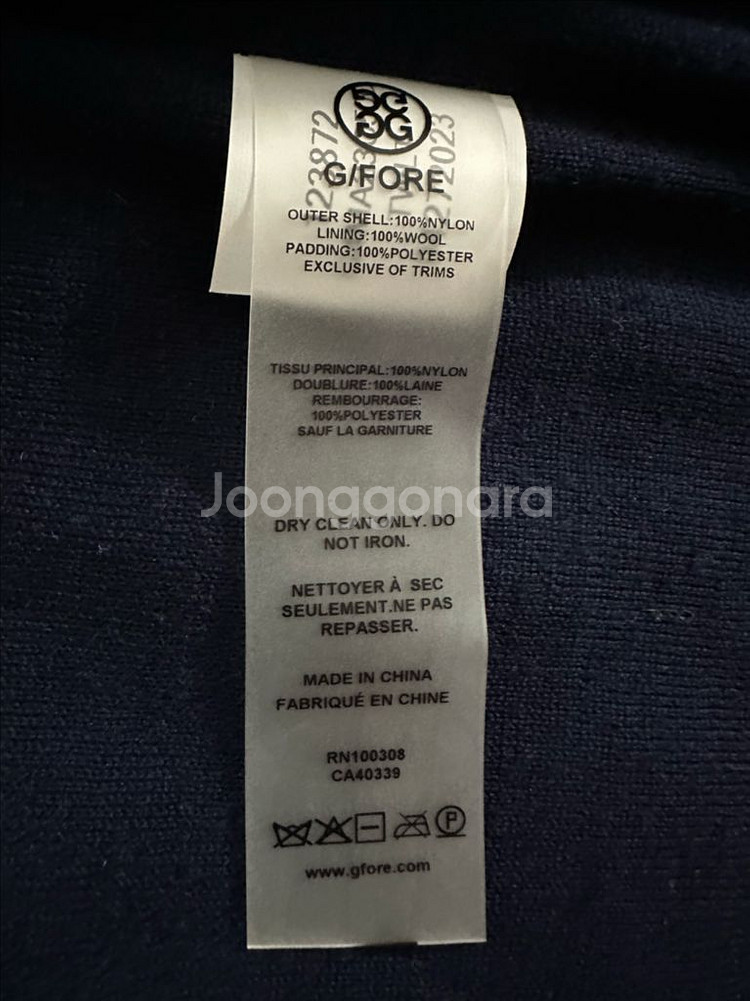 G/FORE
OUTER SHELL:100%NYLON
LINING:100%WOOL
PADDING:100%POLYESTER
EXCLUSIVE OF TRIMS
TISSU PRINCIPAL:100%NYLON
DOUBLURE:100%LAINE
REMBOURRAGE:
100%POLYESTER
SAUF LA GARNITURE
Joonggonara
DRY CLEAN ONLY. DO
NOT IRON.
NETTOYER À SEC
SEULEMENT.NE PAS
REPASSER.
MADE IN CHINA
FABRIQUÉ EN CHINE
RN100308
CA40339
P
www.gfore.com